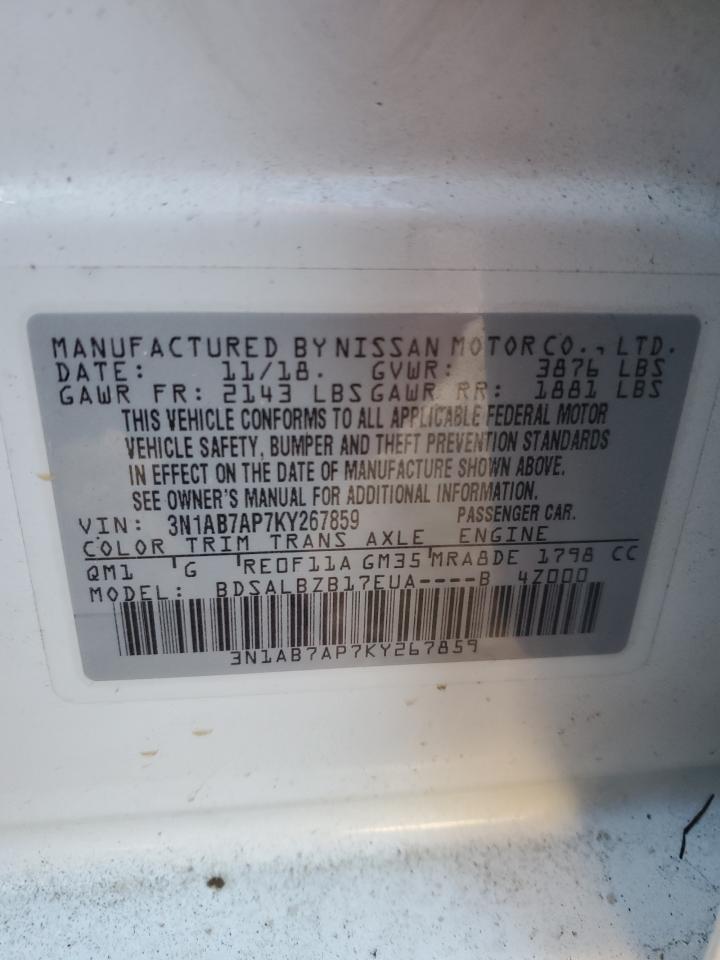 MANUFACTURED BY NISSAN MOTOR CO., LTD.
DATE: 11/18. GVWR: 3876 LBS
GAWR FR: 2143 LBS GAWR RR: 1881 LBS
THIS VEHICLE CONFORMS TO ALL APPLICABLE FEDERAL MOTOR
VEHICLE SAFETY, BUMPER AND THEFT PREVENTION STANDARDS
IN EFFECT ON THE DATE OF MANUFACTURE SHOWN ABOVE.
SEE OWNER'S MANUAL FOR ADDITIONAL INFORMATION.
VIN: 3N1AB7AP7KY267859 PASSENGER CAR.
COLOR TRIM TRANS AXLE ENGINE
QM1 G RE0F11A GM35 MRA8DE 1798 CC
MODEL: BDSALBZB17EUA----B 4Z000
3N1AB7AP7KY267859